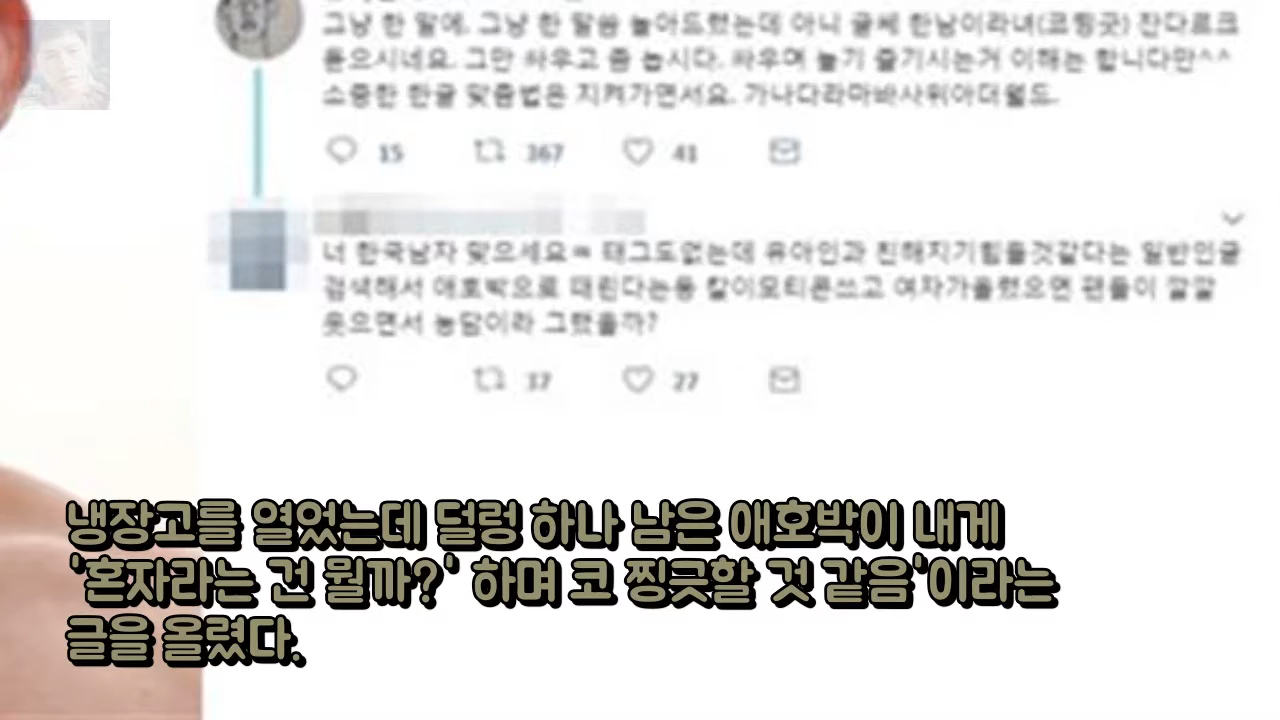 그냥 한 말에. 그냥 한 말씀 놀아드렸는데 아니 글쎄 한남이라녀(코찡긋) 잔다르크
돋으시네요. 그만 싸우고 좀 놉시다. 싸우며 놀기 즐기시는거 이해는 합니다만^^
소중한 한글 맞춤법은 지켜가면서요. 가나다라마바사위아더월드.
15 367 41
너 한국남자 맞으세요ㅋ 태그도없는데 유아인과 친해지기힘들것같다는 일반인글
검색해서 애호박으로 때린다는둥 칼이모티콘쓰고 여자가올렸으면 팬들이 깔깔
웃으면서 농담이라 그랬을까?
37 27
냉장고를 열었는데 덜렁 하나 남은 애호박이 내게
'혼자라는 건 뭘까?' 하며 코 찡긋할 것 같음'이라는
글을 올렸다.